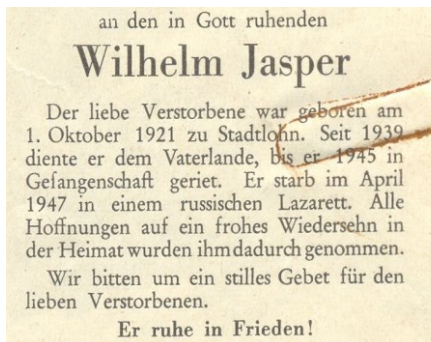 an den in Gott ruhenden
Wilhelm Jasper
Der liebe Verstorbene war geboren am
1. Oktober 1921 zu Stadtlohn. Seit 1939
diente er dem Vaterlande, bis er 1945 in
Gefangenschaft geriet. Er starb im April
1947 in einem russischen Lazarett. Alle
Hoffnungen auf ein frohes Wiedersehn in
der Heimat wurden ihm dadurch genommen.
Wir bitten um ein stilles Gebet für den
lieben Verstorbenen.
Er ruhe in Frieden!